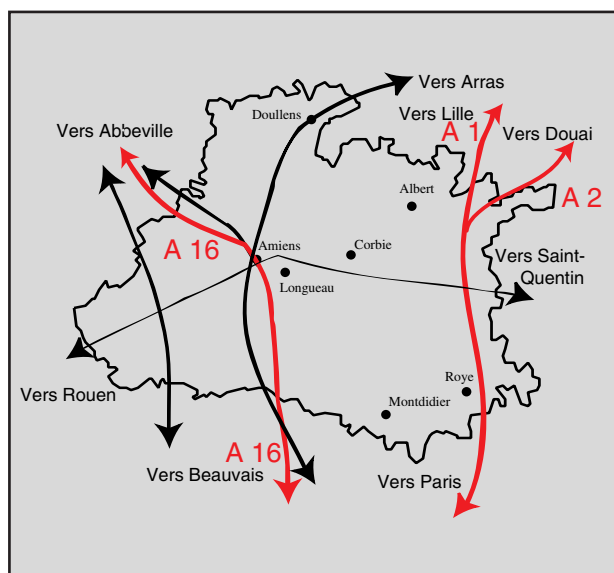 Vers Arras
Doullens
Vers Lille
A 1
Vers Abbeville
Vers Douai
Albert
A 2
A 16
Amiens
Corbie
Vers Saint-
Quentin
Longueau
Vers Rouen
Roye
Montdidier
A 16
Vers Beauvais
Vers Paris